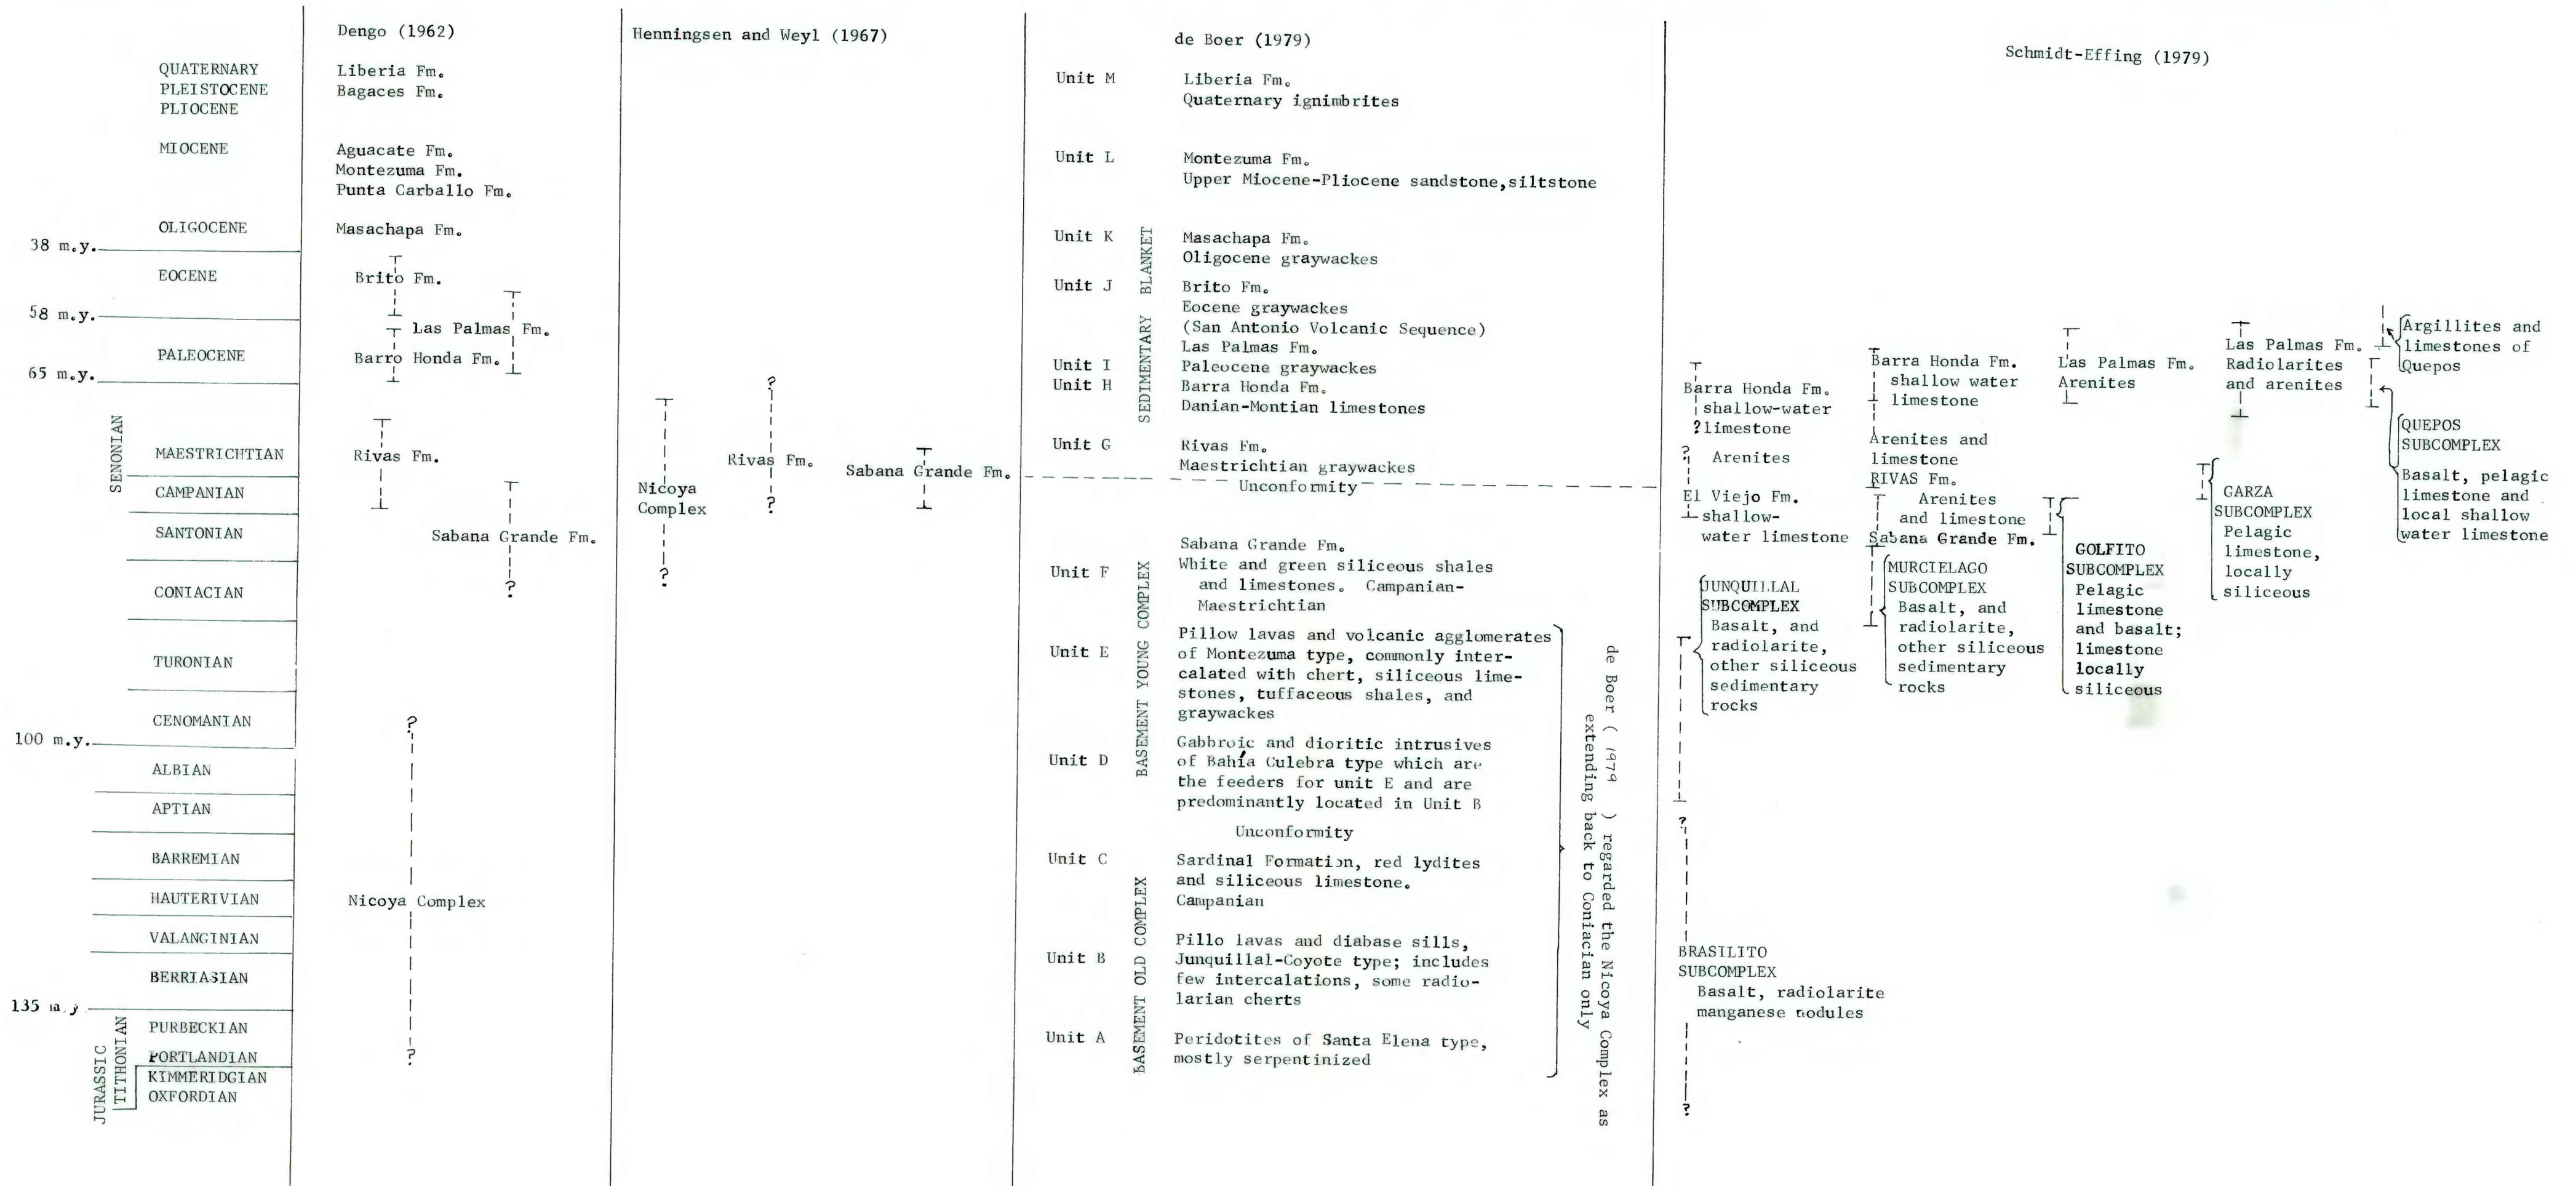 Dengo (1962)
Henningsen and Weyl (1967)
de Boer (1979)
Schmidt-Effing (1979)
QUATERNARY
PLEISTOCENE
PLIOCENE
MIOCENE
OLIGOCENE
38 m.y.
EOCENE
58 m.y.
PALEOCENE
65 m.y.
SENONIAN
MAESTRICHTIAN
CAMPANIAN
SANTONIAN
CONIACIAN
TURONIAN
CENOMANIAN
100 m.y.
ALBIAN
APTIAN
BARREMIAN
HAUTERIVIAN
VALANGINIAN
BERRIASIAN
135 m.y
JURASSIC
TITHONIAN
PURBECKIAN
PORTLANDIAN
KIMMERIDGIAN
OXFORDIAN
Liberia Fm.
Bagaces Fm.
Aguacate Fm.
Montezuma Fm.
Punta Carballo Fm.
Masachapa Fm.
Brito Fm.
Las Palmas Fm.
Barro Honda Fm.
Rivas Fm.
Sabana Grande Fm.
?
?
Nicoya Complex
?
Nicoya
Complex
?
?
Rivas Fm.
?
Sabana Grande Fm.
Unit M
Liberia Fm.
Quaternary ignimbrites
Unit L
Montezuma Fm.
Upper Miocene-Pliocene sandstone,siltstone
SEDIMENTARY BLANKET
Unit K
Masachapa Fm.
Oligocene graywackes
Unit J
Brito Fm.
Eocene graywackes
(San Antonio Volcanic Sequence)
Las Palmas Fm.
Unit I
Paleocene graywackes
Unit H
Barra Honda Fm.
Danian-Montian limestones
Unit G
Rivas Fm.
Maestrichtian graywackes
Unconformity
BASEMENT YOUNG COMPLEX
Sabana Grande Fm.
Unit F
White and green siliceous shales
and limestones. Campanian-
Maestrichtian
Unit E
Pillow lavas and volcanic agglomerates
of Montezuma type, commonly inter-
calated with chert, siliceous lime-
stones, tuffaceous shales, and
graywackes
Unit D
Gabbroic and dioritic intrusives
of Bahía Culebra type which are
the feeders for unit E and are
predominantly located in Unit B
Unconformity
BASEMENT OLD COMPLEX
Unit C
Sardinal Formation, red lydites
and siliceous limestone.
Campanian
Unit B
Pillo lavas and diabase sills,
Junquillal-Coyote type; includes
few intercalations, some radio-
larian cherts
Unit A
Peridotites of Santa Elena type,
mostly serpentinized
de Boer ( 1979 ) regarded the Nicoya Complex as
extending back to Coniacian only
Barra Honda Fm.
shallow-water
?limestone
?
Arenites
El Viejo Fm.
shallow-
water limestone
JUNQUILLAL
SUBCOMPLEX
Basalt, and
radiolarite,
other siliceous
sedimentary
rocks
?
BRASILITO
SUBCOMPLEX
Basalt, radiolarite
manganese nodules
?
Barra Honda Fm.
shallow water
limestone
Arenites and
limestone
RIVAS Fm.
Arenites
and limestone
Sabana Grande Fm.
MURCIELAGO
SUBCOMPLEX
Basalt, and
radiolarite,
other siliceous
sedimentary
rocks
Las Palmas Fm.
Arenites
GOLFITO
SUBCOMPLEX
Pelagic
limestone
and basalt;
limestone
locally
siliceous
Las Palmas Fm.
Radiolarites
and arenites
GARZA
SUBCOMPLEX
Pelagic
limestone,
locally
siliceous
Argillites and
limestones of
Quepos
QUEPOS
SUBCOMPLEX
Basalt, pelagic
limestone and
local shallow
water limestone